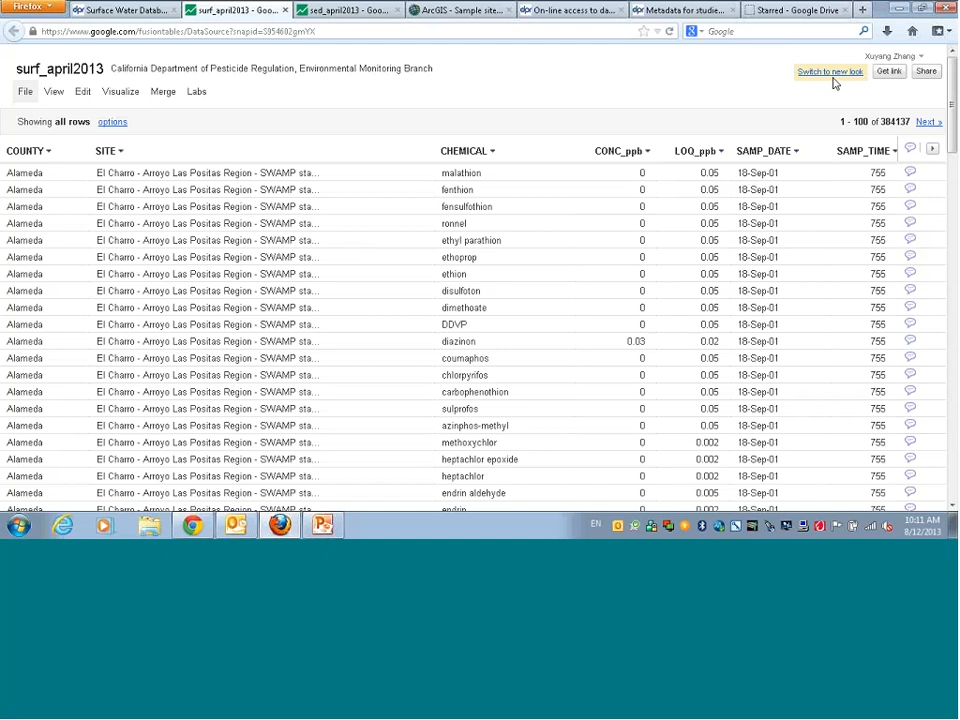 Firefox
Surface Water Datab... surf_april2013 - Goo... sed_april2013 - Goo... ArcGIS - Sample site... On-line access to da... Metadata for studie... Starred - Google Drive
https://www.google.com/fusiontables/DataSource?snapid=S954602gmYX Google
Xuyang Zhang
surf_april2013 California Department of Pesticide Regulation, Environmental Monitoring Branch
Switch to new look Get link Share
File View Edit Visualize Merge Labs
Showing all rows options 1 - 100 of 384137 Next »
COUNTY SITE CHEMICAL CONC_ppb LOQ_ppb SAMP_DATE SAMP_TIME
Alameda El Charro - Arroyo Las Positas Region - SWAMP sta... malathion 0 0.05 18-Sep-01 755
Alameda El Charro - Arroyo Las Positas Region - SWAMP sta... fenthion 0 0.05 18-Sep-01 755
Alameda El Charro - Arroyo Las Positas Region - SWAMP sta... fensulfothion 0 0.05 18-Sep-01 755
Alameda El Charro - Arroyo Las Positas Region - SWAMP sta... ronnel 0 0.05 18-Sep-01 755
Alameda El Charro - Arroyo Las Positas Region - SWAMP sta... ethyl parathion 0 0.05 18-Sep-01 755
Alameda El Charro - Arroyo Las Positas Region - SWAMP sta... ethoprop 0 0.05 18-Sep-01 755
Alameda El Charro - Arroyo Las Positas Region - SWAMP sta... ethion 0 0.05 18-Sep-01 755
Alameda El Charro - Arroyo Las Positas Region - SWAMP sta... disulfoton 0 0.05 18-Sep-01 755
Alameda El Charro - Arroyo Las Positas Region - SWAMP sta... dimethoate 0 0.05 18-Sep-01 755
Alameda El Charro - Arroyo Las Positas Region - SWAMP sta... DDVP 0 0.05 18-Sep-01 755
Alameda El Charro - Arroyo Las Positas Region - SWAMP sta... diazinon 0.03 0.02 18-Sep-01 755
Alameda El Charro - Arroyo Las Positas Region - SWAMP sta... coumaphos 0 0.05 18-Sep-01 755
Alameda El Charro - Arroyo Las Positas Region - SWAMP sta... chlorpyrifos 0 0.05 18-Sep-01 755
Alameda El Charro - Arroyo Las Positas Region - SWAMP sta... carbophenothion 0 0.05 18-Sep-01 755
Alameda El Charro - Arroyo Las Positas Region - SWAMP sta... sulprofos 0 0.05 18-Sep-01 755
Alameda El Charro - Arroyo Las Positas Region - SWAMP sta... azinphos-methyl 0 0.05 18-Sep-01 755
Alameda El Charro - Arroyo Las Positas Region - SWAMP sta... methoxychlor 0 0.002 18-Sep-01 755
Alameda El Charro - Arroyo Las Positas Region - SWAMP sta... heptachlor epoxide 0 0.002 18-Sep-01 755
Alameda El Charro - Arroyo Las Positas Region - SWAMP sta... heptachlor 0 0.002 18-Sep-01 755
Alameda El Charro - Arroyo Las Positas Region - SWAMP sta... endrin aldehyde 0 0.005 18-Sep-01 755
Alameda El Charro - Arroyo Las Positas Region - SWAMP sta... endrin 0 0.002 18-Sep-01 755
EN 10:11 AM
8/12/2013